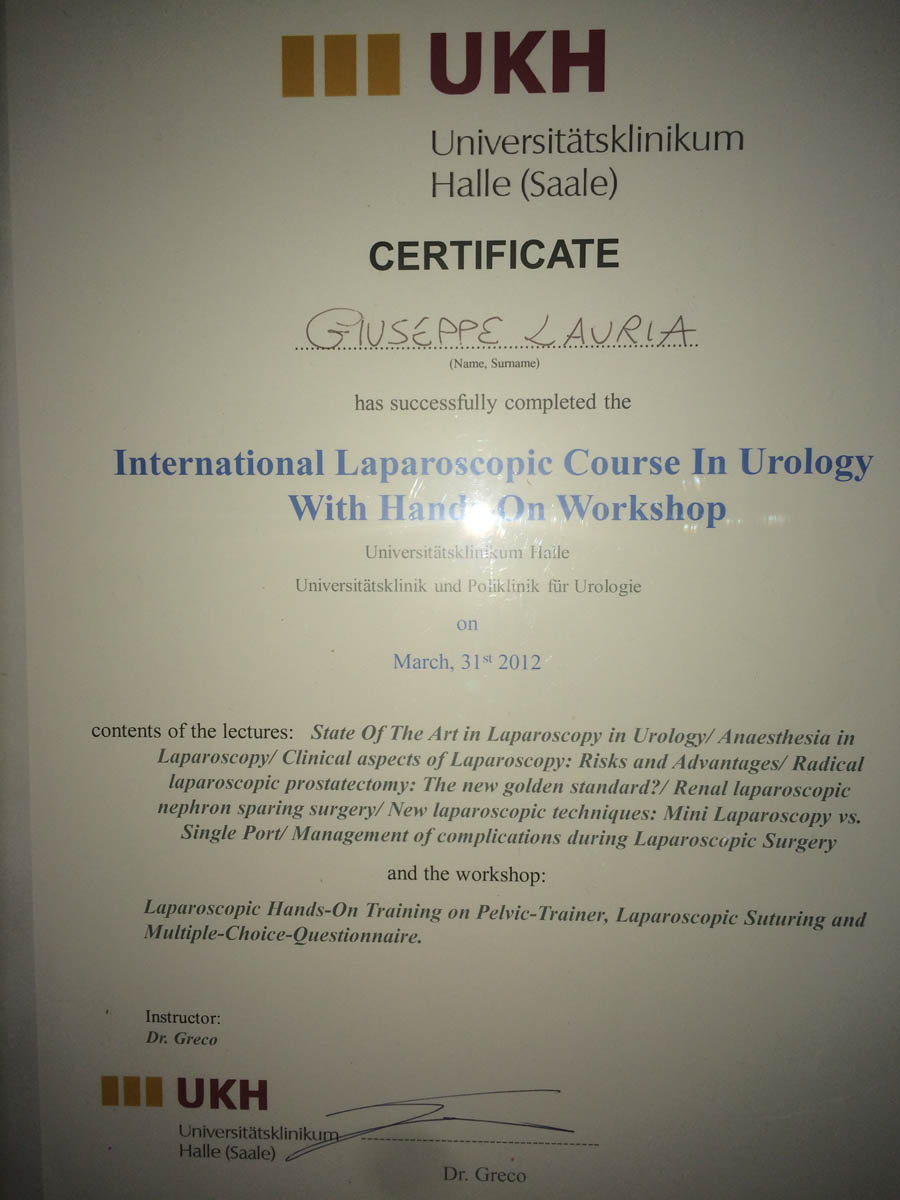 UKH
Universitätsklinikum
Halle (Saale)
CERTIFICATE
GIUSEPPE LAURIA
(Name, Surname)
has successfully completed the
International Laparoscopic Course In Urology
With Hands-On Workshop
Universitätsklinikum Halle
Universitätsklinik und Poliklinik für Urologie
on
March, 31st 2012
contents of the lectures: State Of The Art in Laparoscopy in Urology/ Anaesthesia in
Laparoscopy/ Clinical aspects of Laparoscopy: Risks and Advantages/ Radical
laparoscopic prostatectomy: The new golden standard?/ Renal laparoscopic
nephron sparing surgery/ New laparoscopic techniques: Mini Laparoscopy vs.
Single Port/ Management of complications during Laparoscopic Surgery
and the workshop:
Laparoscopic Hands-On Training on Pelvic-Trainer, Laparoscopic Suturing and
Multiple-Choice-Questionnaire.
Instructor:
Dr. Greco
UKH
Universitätsklinikum
Halle (Saale)
Dr. Greco